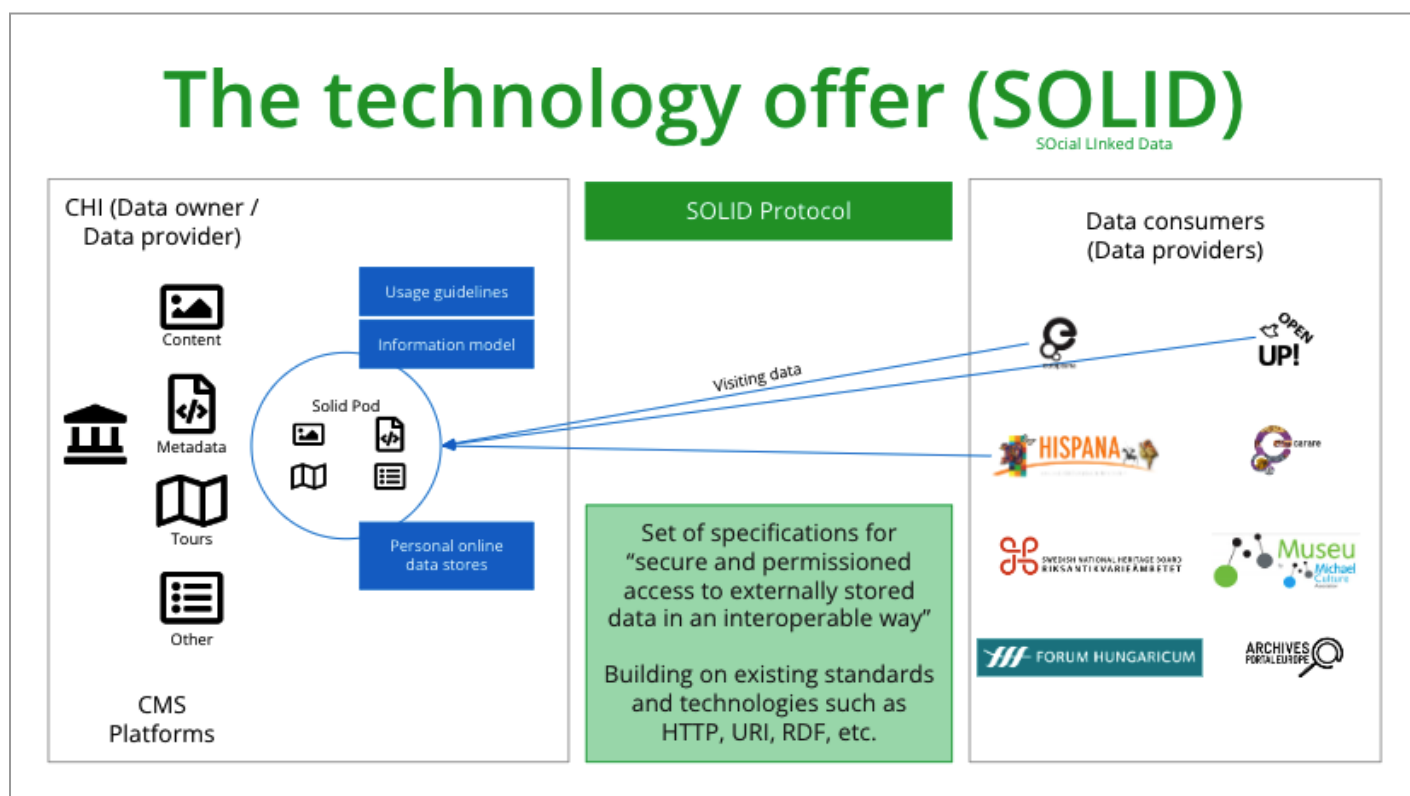 The technology offer (SOLID)
SOcial LInked Data
CHI (Data owner /
Data provider)
Content
Metadata
Tours
Other
CMS
Platforms
Usage guidelines
Information model
Solid Pod
Personal online
data stores
SOLID Protocol
Visiting data
Set of specifications for
“secure and permissioned
access to externally stored
data in an interoperable way”
Building on existing standards
and technologies such as
HTTP, URI, RDF, etc.
Data consumers
(Data providers)
OPEN
UP!
HISPANA
carare
SWEDISH NATIONAL HERITAGE BOARD
RIKSANTIKVARIEÄMBETET
Museu
by Michael
Culture
FORUM HUNGARICUM
ARCHIVES
PORTALEUROPE